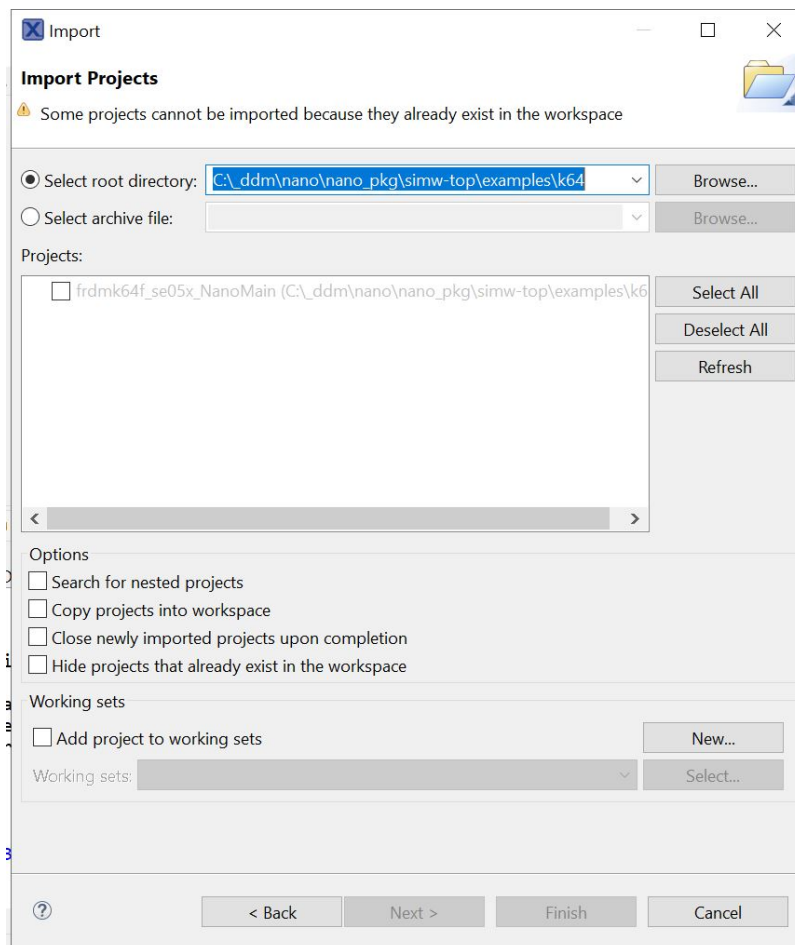 Import
Import Projects
Some projects cannot be imported because they already exist in the workspace
Select root directory: C:\_ddm\nano\nano_pkg\simw-top\examples\k64 Browse...
Select archive file: Browse...
Projects:
frdmk64f_se05x_NanoMain (C:\_ddm\nano\nano_pkg\simw-top\examples\k6
Select All
Deselect All
Refresh
Options
Search for nested projects
Copy projects into workspace
Close newly imported projects upon completion
Hide projects that already exist in the workspace
Working sets
Add project to working sets New...
Working sets: Select...
? < Back Next > Finish Cancel